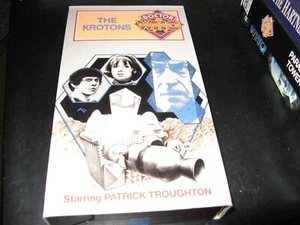 THE
KROTONS
DOCTOR
WHO
Starring PATRICK TROUGHTON